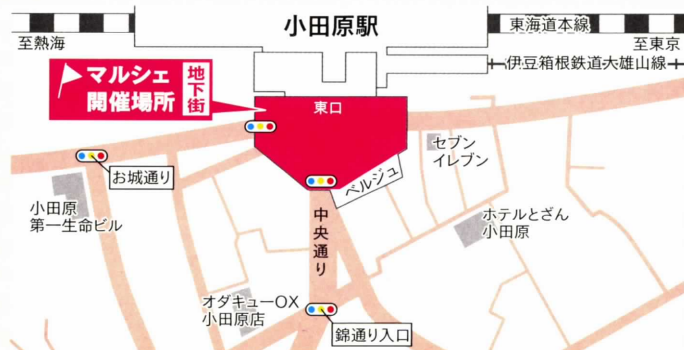 小田原駅
東海道本線
至熱海
至東京
伊豆箱根鉄道大雄山線
マルシェ
開催場所
地下街
東口
セブン
イレブン
お城通り
ベルジュ
小田原
第一生命ビル
中央通り
ホテルとざん
小田原
オダキューOX
小田原店
錦通り入口